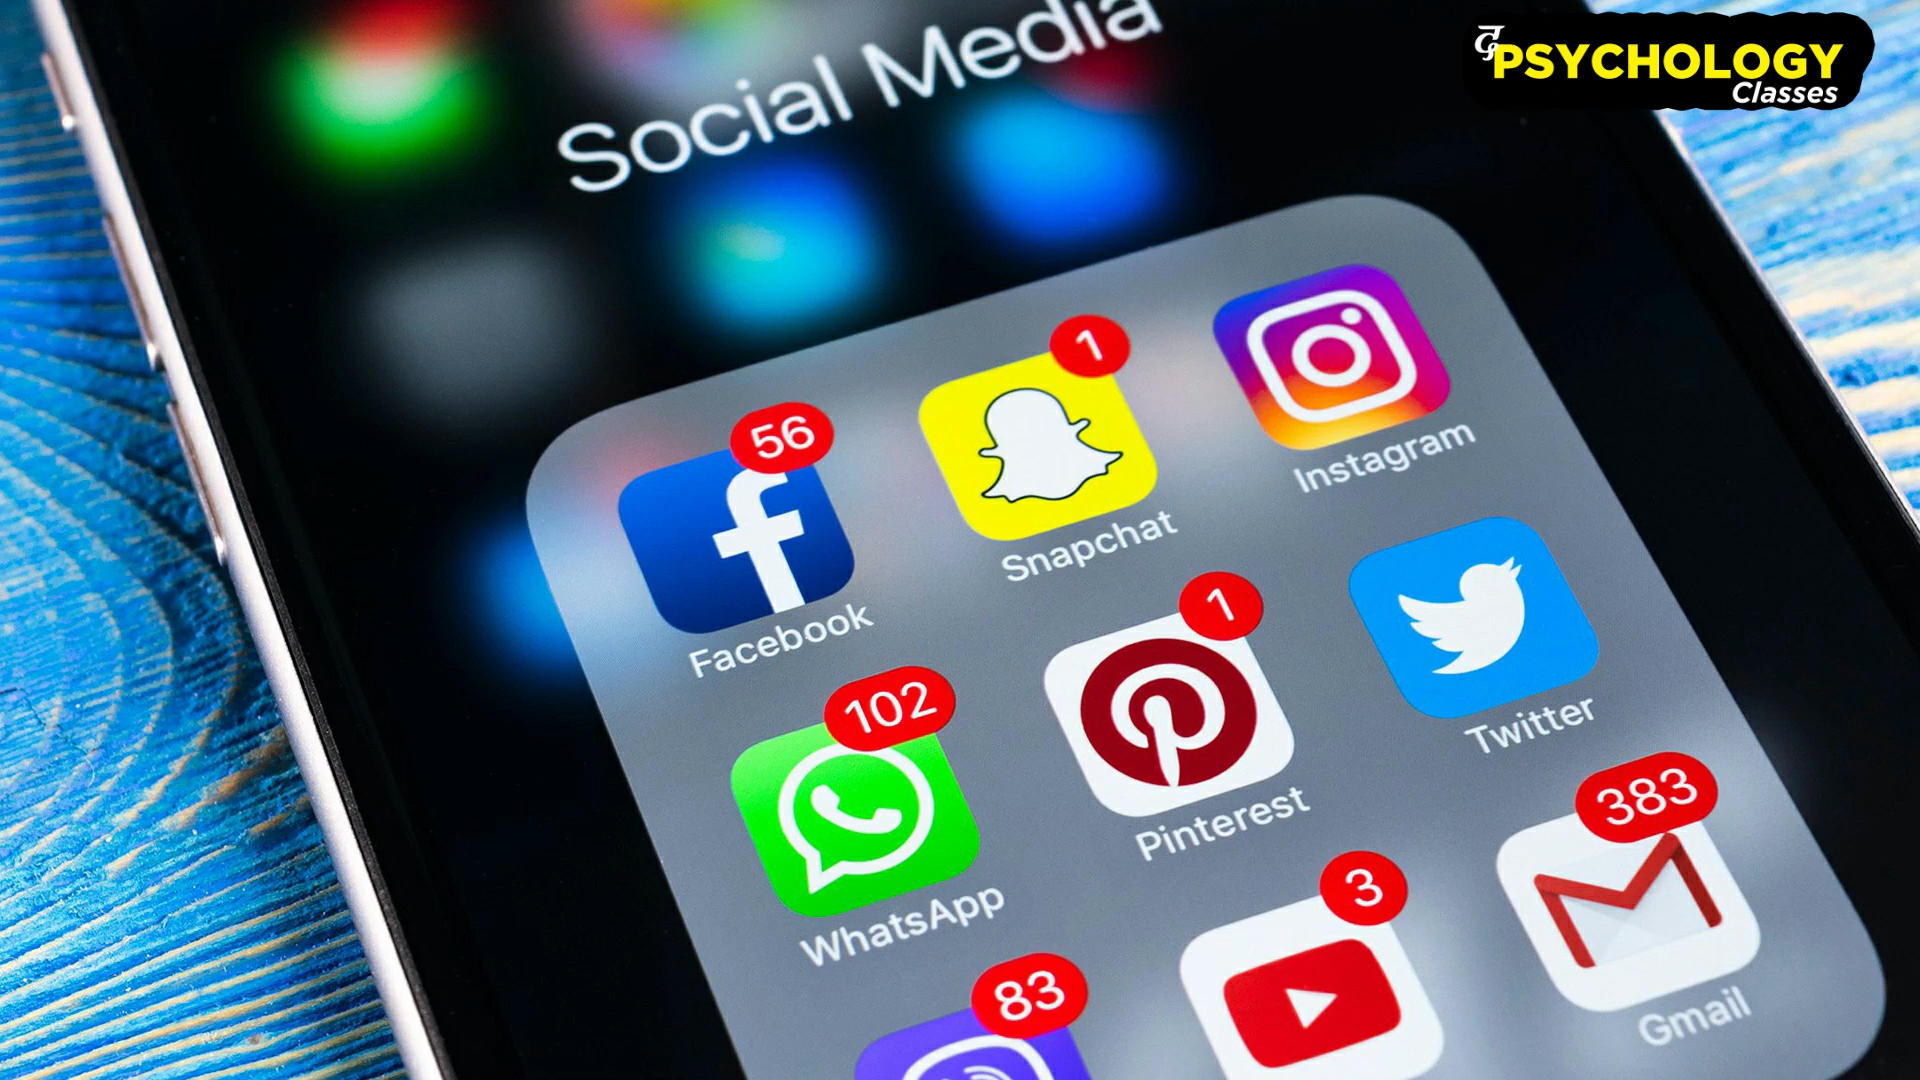 द
PSYCHOLOGY
Classes
Social Media
56
1
Facebook
Snapchat
Instagram
102
1
WhatsApp
Pinterest
Twitter
83
3
383
Gmail